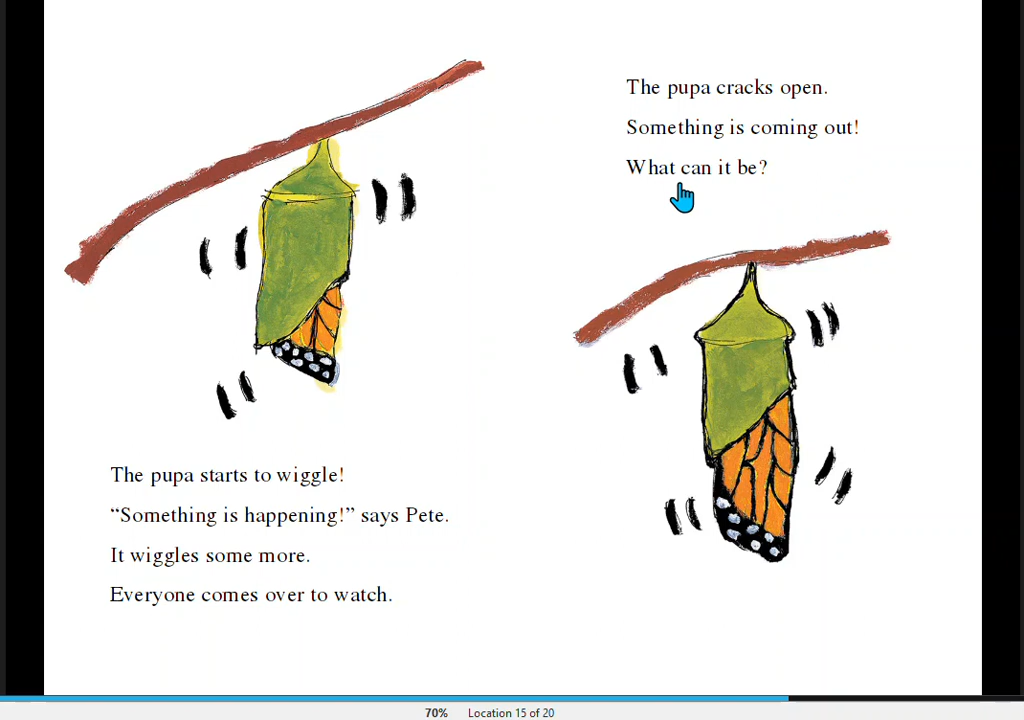 The pupa starts to wiggle!
“Something is happening!” says Pete.
It wiggles some more.
Everyone comes over to watch.
The pupa cracks open.
Something is coming out!
What can it be?
70% Location 15 of 20